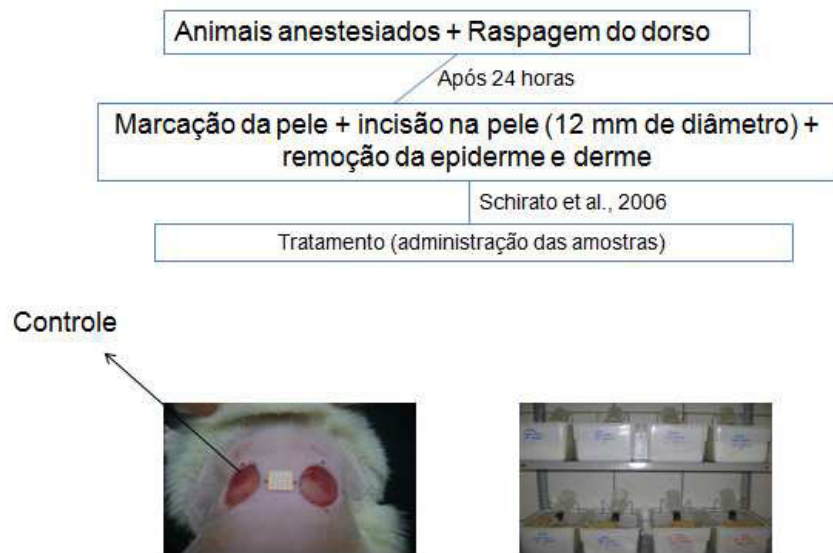 Animais anestesiados + Raspagem do dorso
Após 24 horas
Marcação da pele + incisão na pele (12 mm de diâmetro) +
remoção da epiderme e derme
Schirato et al., 2006
Tratamento (administração das amostras)
Controle